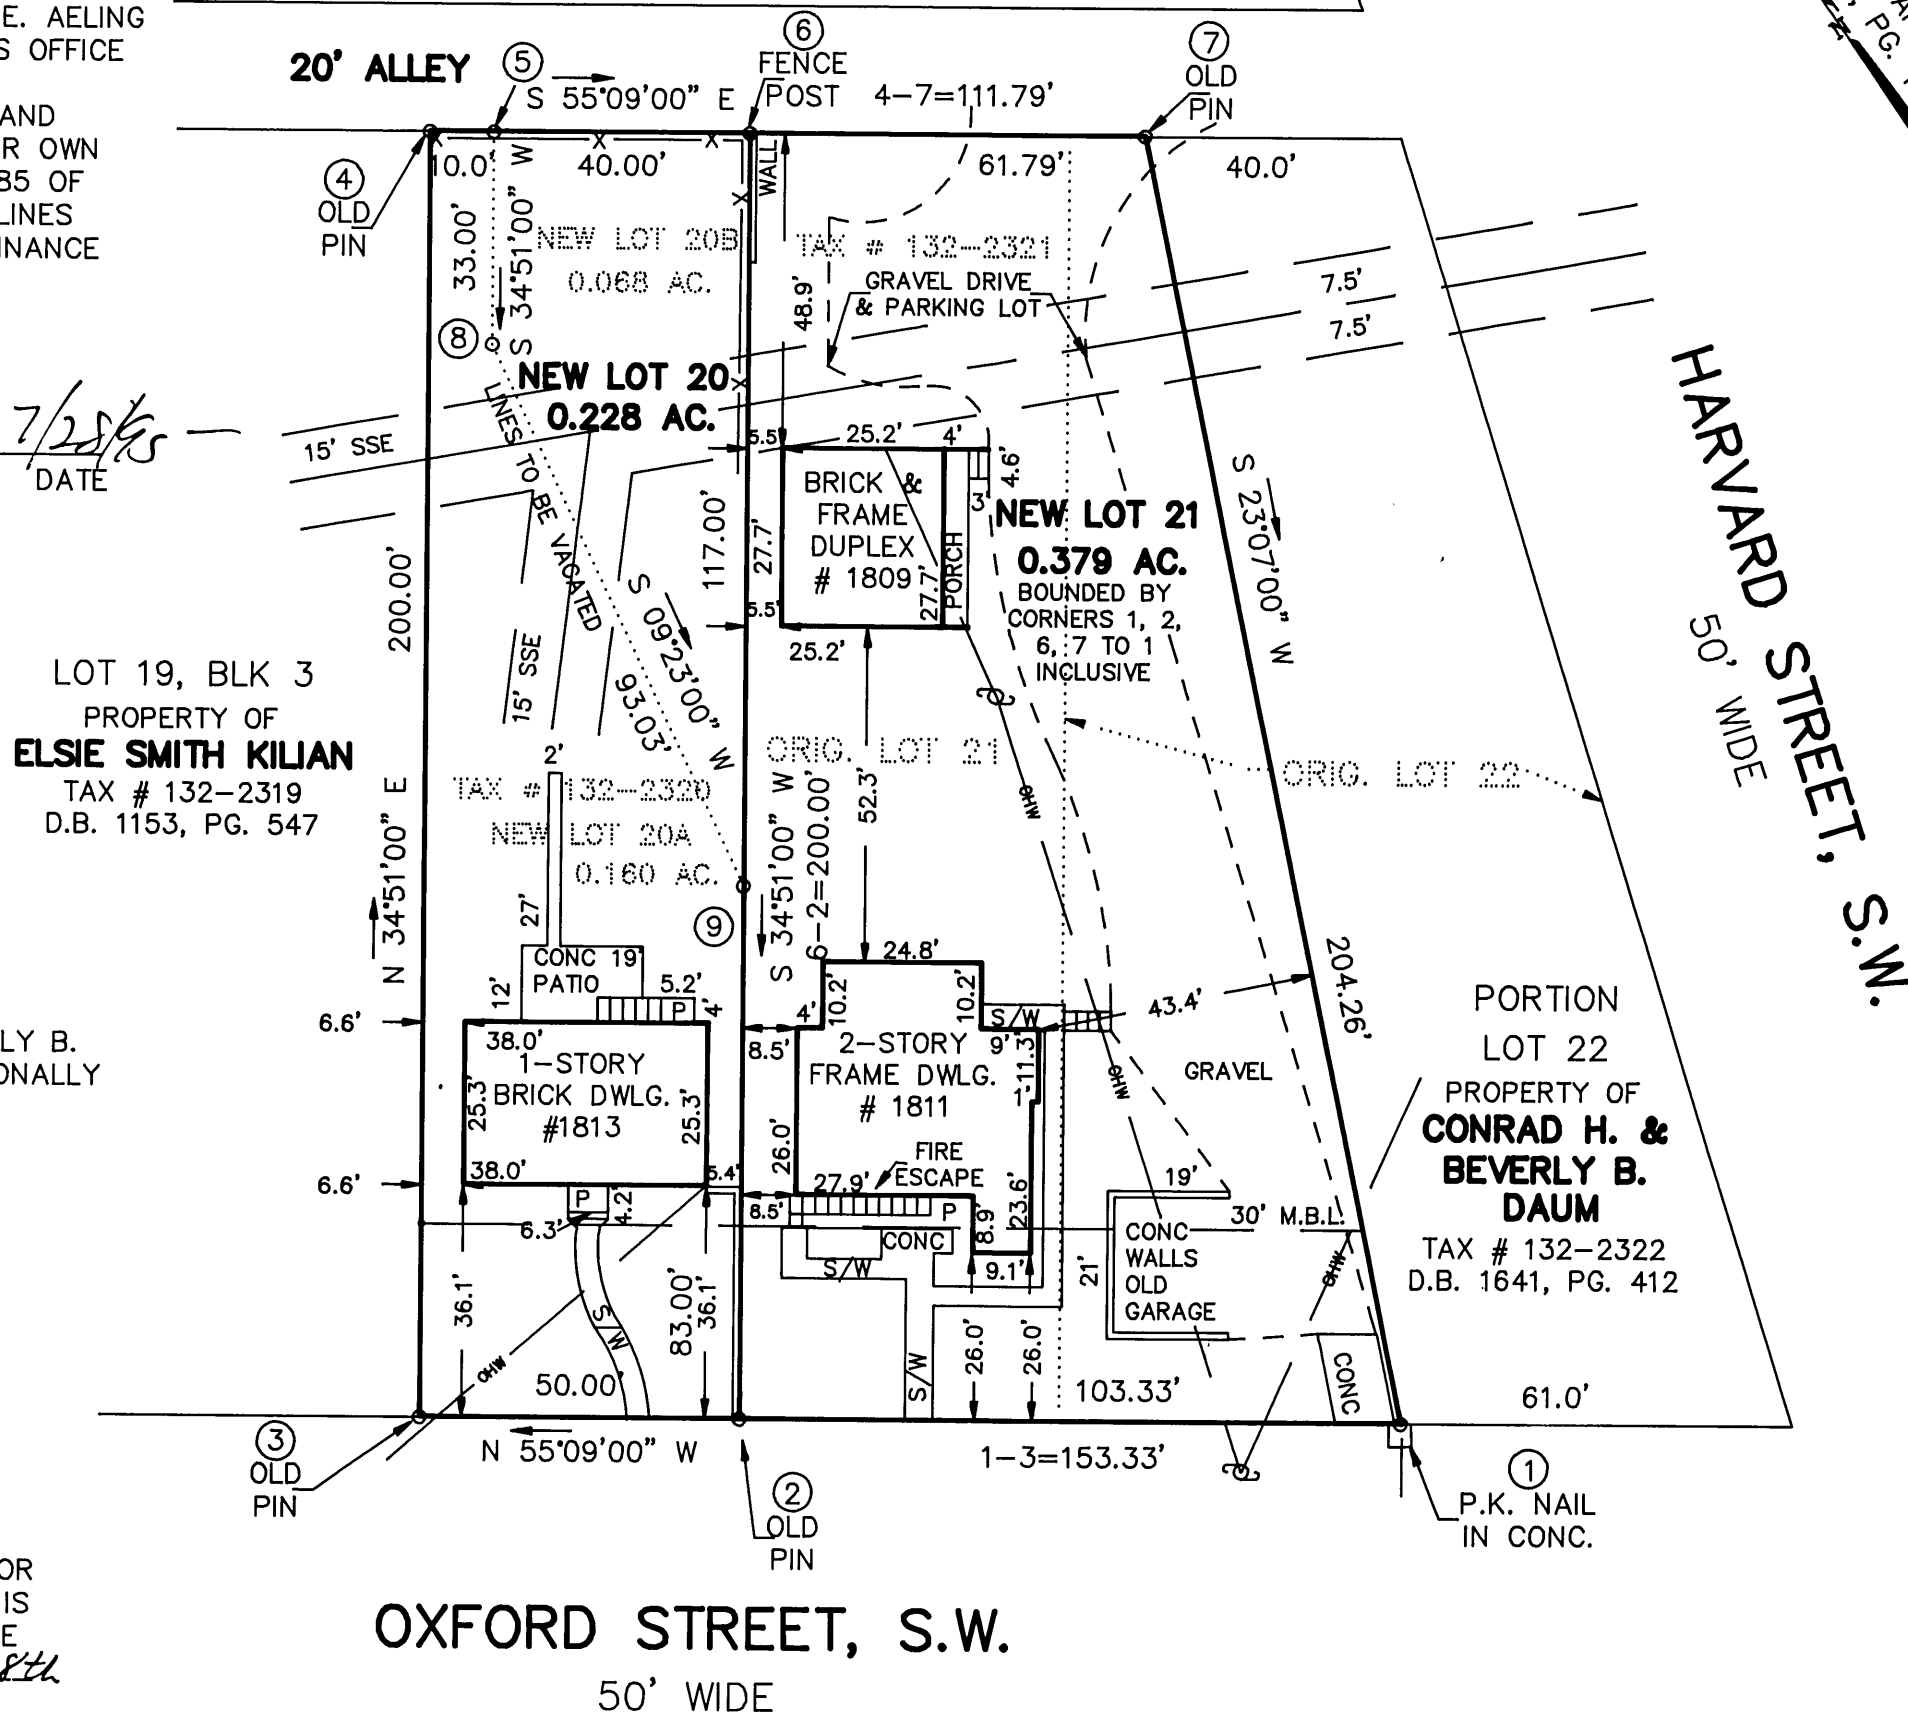 E. AELING
S OFFICE
AND
R OWN
85 OF
LINES
INANCE
20' ALLEY
5
S 55°09'00" E
6
FENCE
POST
4-7=111.79'
7
OLD
PIN
, PG.
4
OLD
PIN
10.0'
40.00'
WALL
61.79'
40.0'
33.00'
S 34°51'00" W
NEW LOT 20B
0.068 AC.
TAX # 132-2321
GRAVEL DRIVE
& PARKING LOT
48.9'
7.5'
7.5'
8
NEW LOT 20
0.228 AC.
LINES TO BE VACATED
7/28/95
DATE
15' SSE
5.5'
25.2'
4'
4.6'
3'
BRICK &
FRAME
DUPLEX
# 1809
PORCH
27.7'
27.7'
117.00'
5.5'
25.2'
NEW LOT 21
0.379 AC.
BOUNDED BY
CORNERS 1, 2,
6, 7 TO 1
INCLUSIVE
S 23°07'00" W
HARVARD STREET, S.W.
50' WIDE
200.00'
15' SSE
S 09°23'00" W
93.03'
LOT 19, BLK 3
PROPERTY OF
ELSIE SMITH KILIAN
TAX # 132-2319
D.B. 1153, PG. 547
2'
TAX # 132-2320
NEW LOT 20A
0.160 AC.
ORIG. LOT 21
ORIG. LOT 22
OHW
52.3'
S 34°51'00" W
6-2=200.00'
N 34°51'00" E
9
27'
CONC 19'
PATIO
12'
5.2'
P
4'
24.8'
10.2'
10.2'
4'
S/W
43.4'
204.26'
6.6'
38.0'
1-STORY
BRICK DWLG.
#1813
25.3'
25.3'
8.5'
2-STORY
FRAME DWLG.
# 1811
9'
11.3'
1'
OHW
GRAVEL
PORTION
LOT 22
PROPERTY OF
CONRAD H. &
BEVERLY B.
DAUM
TAX # 132-2322
D.B. 1641, PG. 412
LY B.
ONALLY
6.6'
38.0'
5.4'
26.0'
FIRE
ESCAPE
27.9'
P
4.2'
6.3'
8.5'
P
8.9'
23.6'
CONC
S/W
9.1'
19'
30' M.B.L.
CONC
WALLS
OLD
GARAGE
21'
OHW
36.1'
83.00'
36.1'
S/W
OHW
50.00'
S/W
26.0'
26.0'
103.33'
CONC
61.0'
3
OLD
PIN
N 55°09'00" W
1-3=153.33'
2
OLD
PIN
1
P.K. NAIL
IN CONC.
OR
IS
E
8th
OXFORD STREET, S.W.
50' WIDE